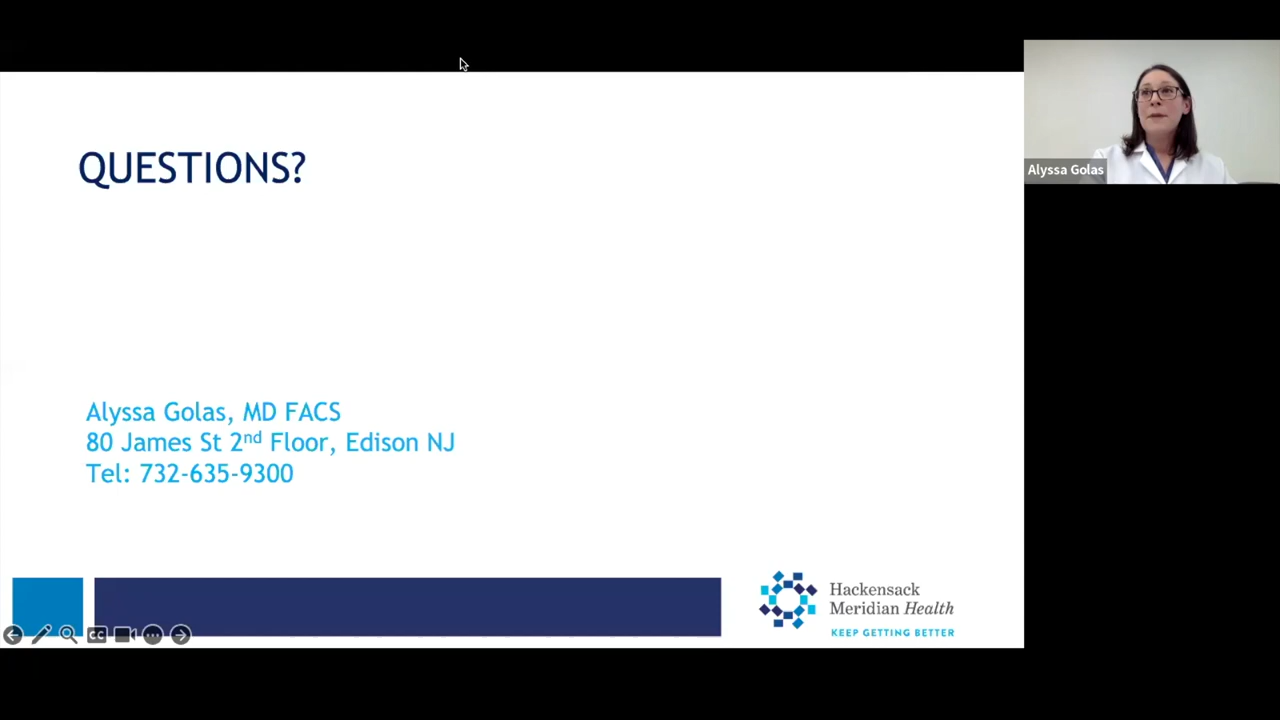 QUESTIONS?
Alyssa Golas
Alyssa Golas, MD FACS
80 James St 2nd Floor, Edison NJ
Tel: 732-635-9300
Hackensack
Meridian Health
KEEP GETTING BETTER
CC